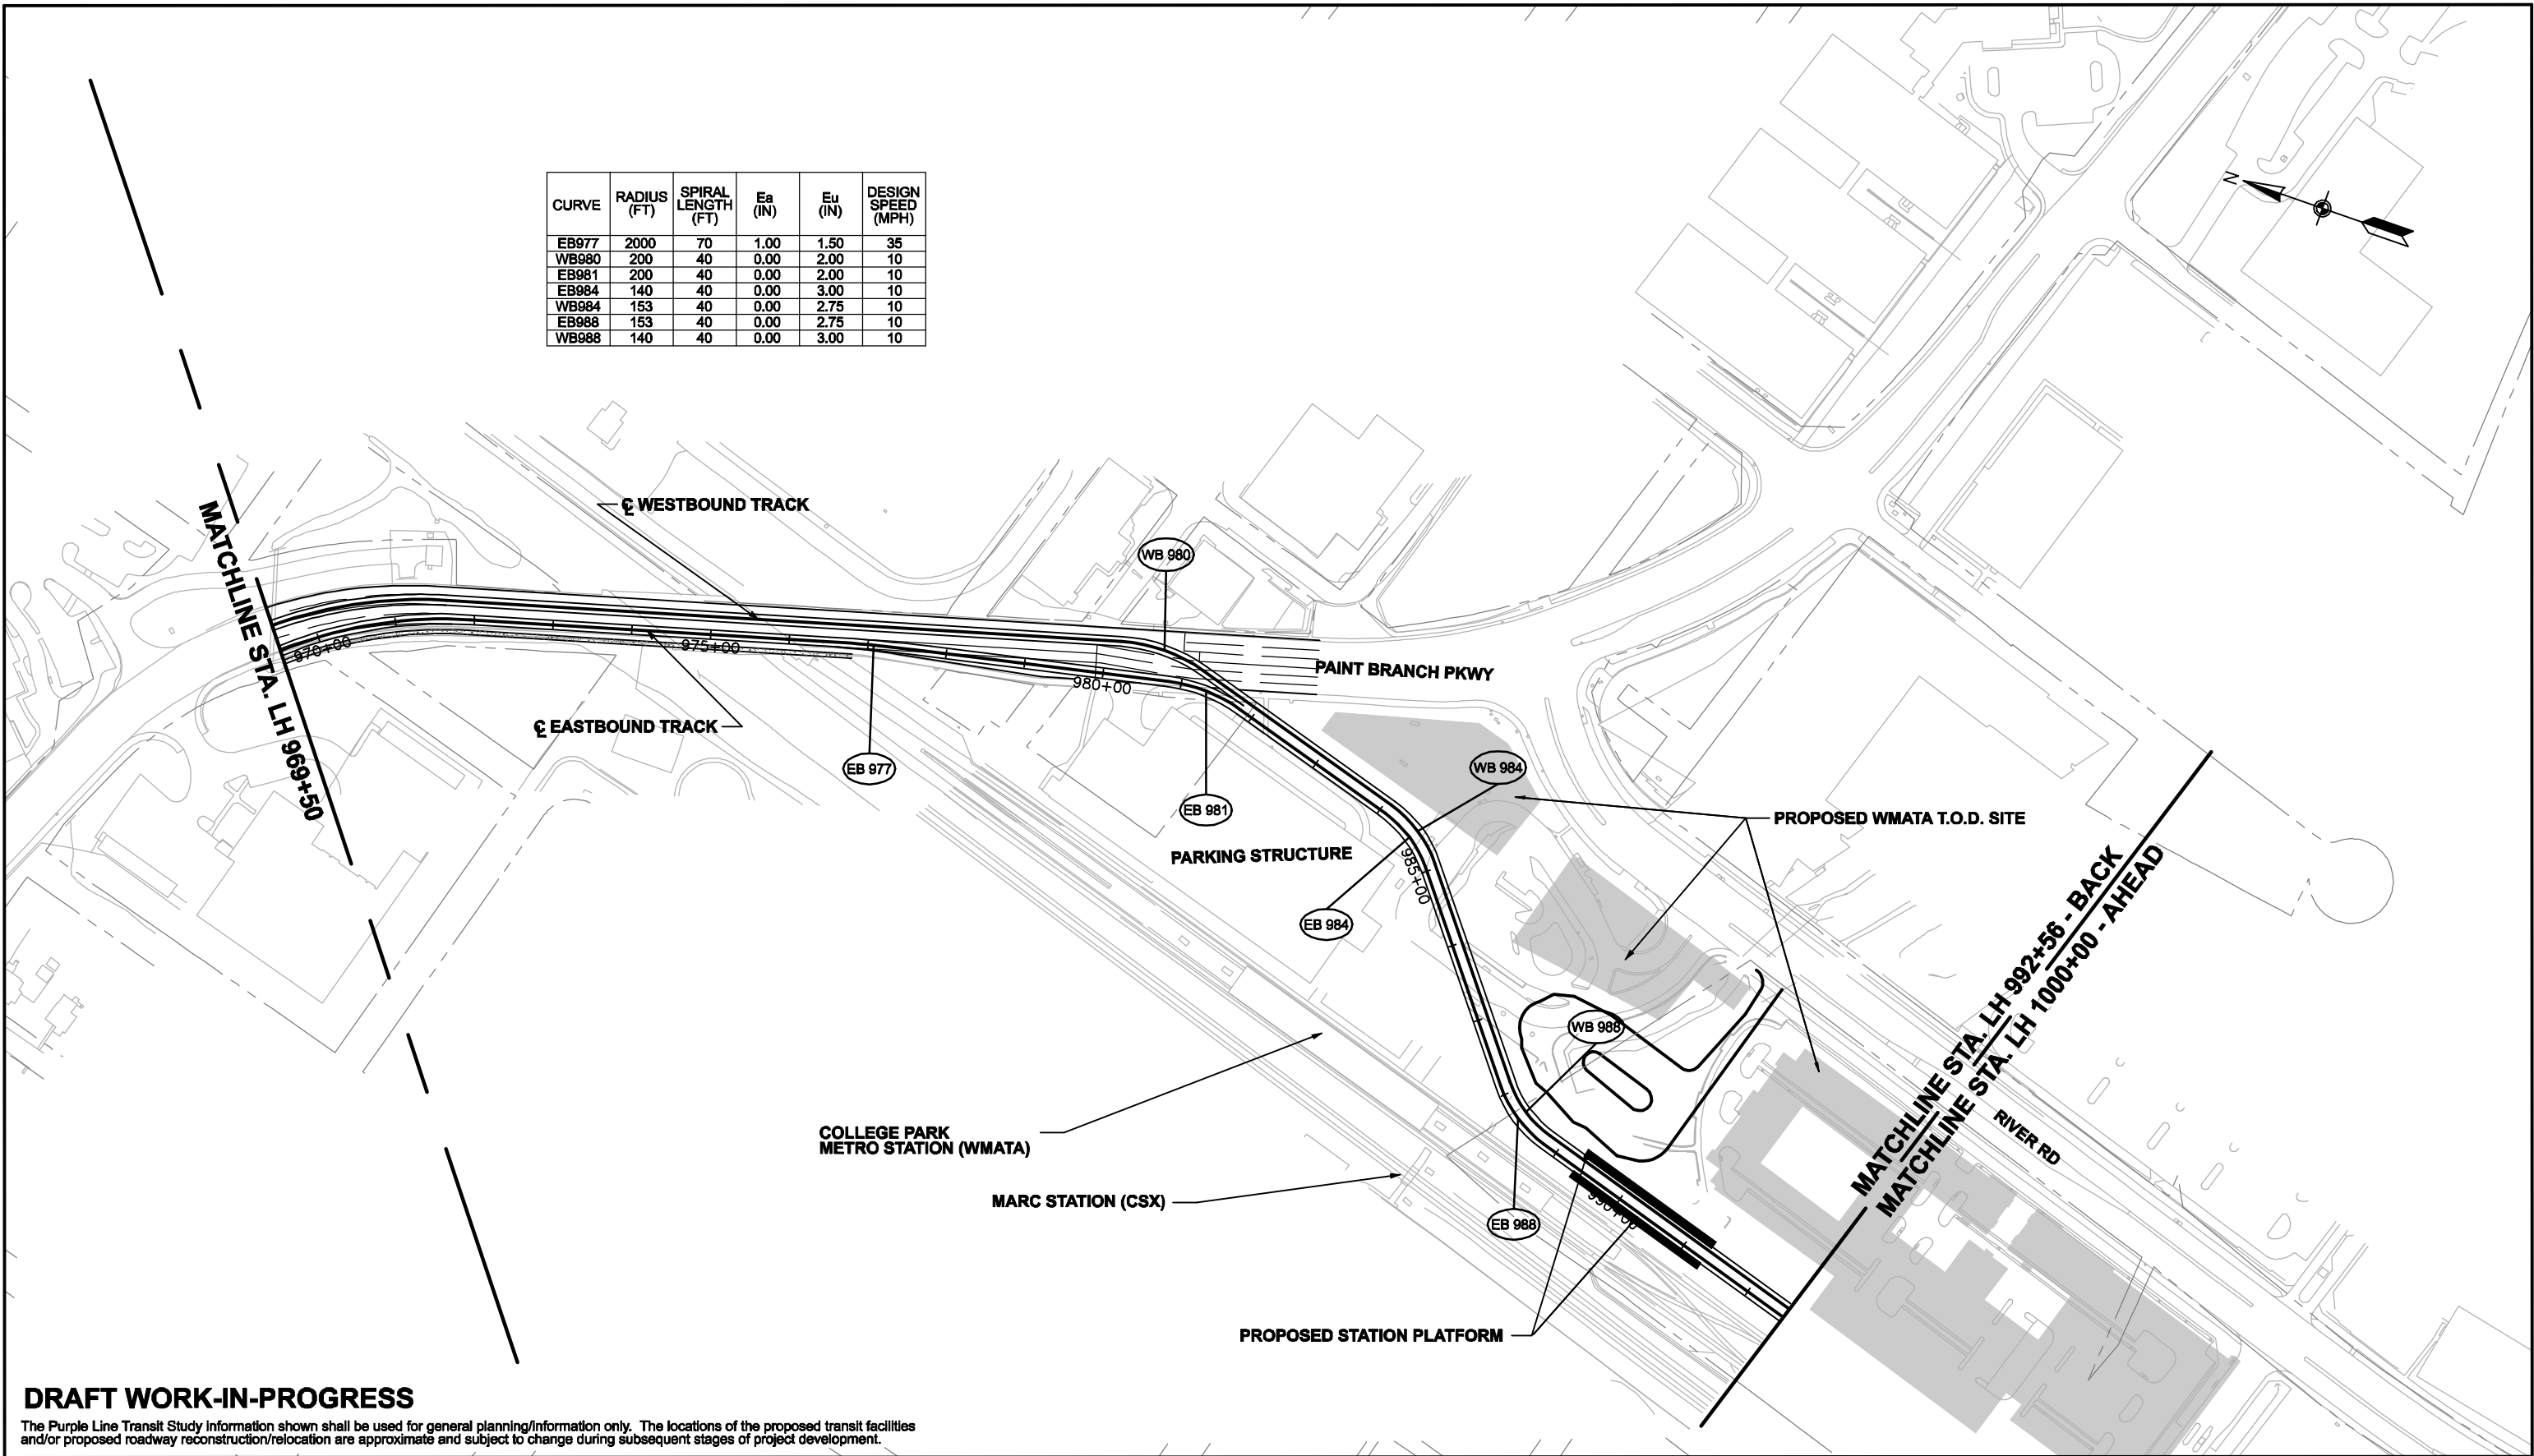 CURVE RADIUS (FT) SPIRAL LENGTH (FT) Ea (IN) Eu (IN) DESIGN SPEED (MPH)
EB977 2000 70 1.00 1.50 35
WB980 200 40 0.00 2.00 10
EB981 200 40 0.00 2.00 10
EB984 140 40 0.00 3.00 10
WB984 153 40 0.00 2.75 10
EB988 153 40 0.00 2.75 10
WB988 140 40 0.00 3.00 10
N
MATCHLINE STA. LH 969+50
℄ WESTBOUND TRACK
WB 980
970+00
975+00
980+00
PAINT BRANCH PKWY
℄ EASTBOUND TRACK
EB 977
EB 981
WB 984
PROPOSED WMATA T.O.D. SITE
PARKING STRUCTURE
985+00
EB 984
WB 988
MATCHLINE STA. LH 992+56 - BACK
MATCHLINE STA. LH 1000+00 - AHEAD
RIVER RD
COLLEGE PARK
METRO STATION (WMATA)
MARC STATION (CSX)
990+00
EB 988
PROPOSED STATION PLATFORM
DRAFT WORK-IN-PROGRESS
The Purple Line Transit Study information shown shall be used for general planning/information only. The locations of the proposed transit facilities
and/or proposed roadway reconstruction/relocation are approximate and subject to change during subsequent stages of project development.